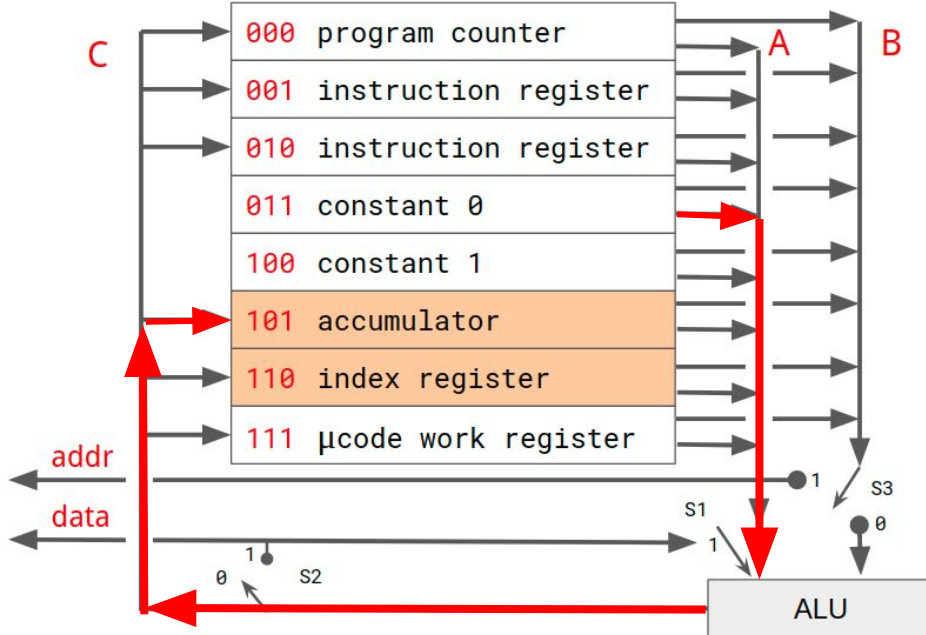 C
A
B
000 program counter
001 instruction register
010 instruction register
011 constant 0
100 constant 1
101 accumulator
110 index register
111 μcode work register
addr
1
S3
data
S1
0
1
1
0
S2
ALU